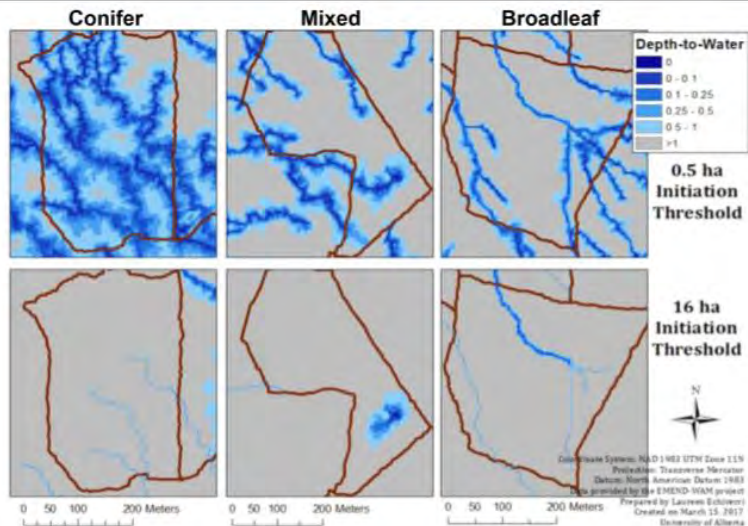 Conifer Mixed Broadleaf
Depth-to-Water
0
0 - 0.1
0.1 - 0.25
0.25 - 0.5
0.5 - 1
>1
0.5 ha
Initiation
Threshold
16 ha
Initiation
Threshold
N
Coordinate System: NAD 1983 UTM Zone 11N
Projection: Transverse Mercator
Datum: North American Datum 1983
Data provided by the EMEND-WAM project
Prepared by Laureen Echiverri
Created on March 15, 2017
University of Alberta
0 50 100 200 Meters
0 50 100 200 Meters
0 50 100 200 Meters